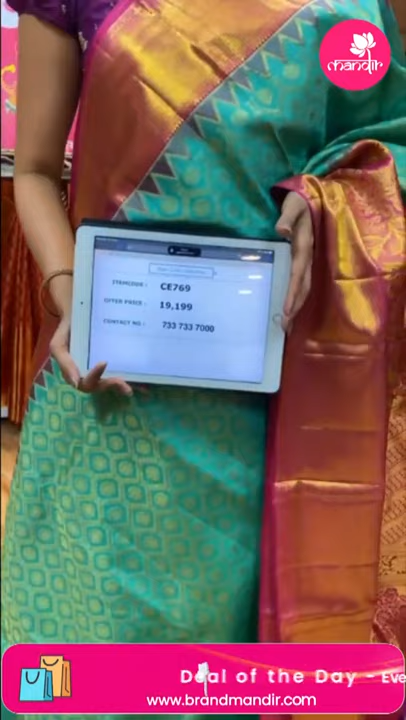 mandir
ITEMCODE : CE769
OFFER PRICE : 19,199
CONTACT NO : 733 733 7000
Deal of the Day - Eve
www.brandmandir.com